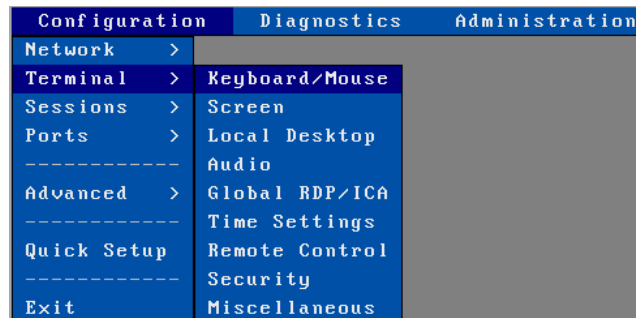 Configuration Diagnostics Administration
Network >
Terminal > Keyboard/Mouse
Sessions > Screen
Ports > Local Desktop
------------ Audio
Advanced > Global RDP/ICA
------------ Time Settings
Quick Setup Remote Control
------------ Security
Exit Miscellaneous